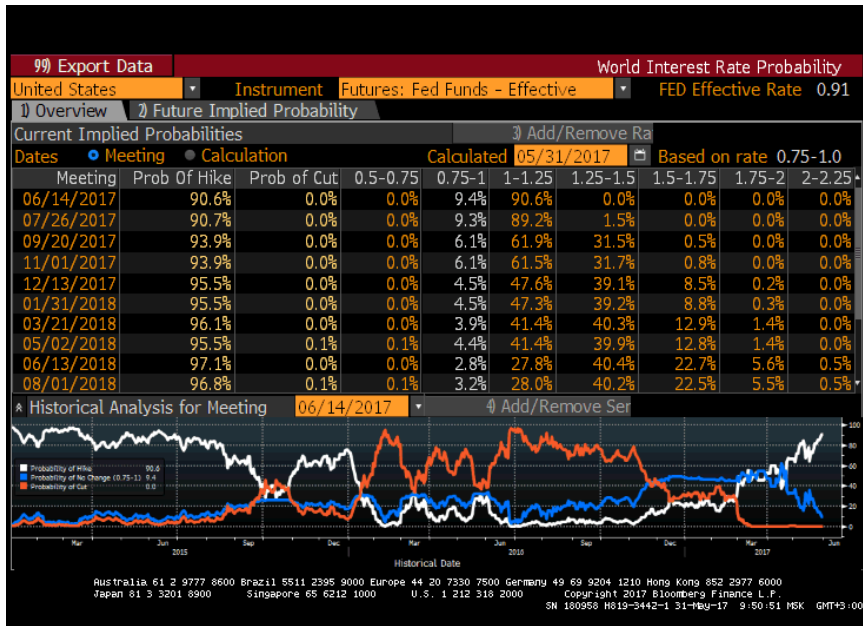 99) Export Data World Interest Rate Probability
United States Instrument Futures: Fed Funds - Effective FED Effective Rate 0.91
1) Overview 2) Future Implied Probability
Current Implied Probabilities 3) Add/Remove Ra
Dates Meeting Calculation Calculated 05/31/2017 Based on rate 0.75-1.0
Meeting Prob Of Hike Prob of Cut 0.5-0.75 0.75-1 1-1.25 1.25-1.5 1.5-1.75 1.75-2 2-2.25
06/14/2017 90.6% 0.0% 0.0% 9.4% 90.6% 0.0% 0.0% 0.0% 0.0%
07/26/2017 90.7% 0.0% 0.0% 9.3% 89.2% 1.5% 0.0% 0.0% 0.0%
09/20/2017 93.9% 0.0% 0.0% 6.1% 61.9% 31.5% 0.5% 0.0% 0.0%
11/01/2017 93.9% 0.0% 0.0% 6.1% 61.5% 31.7% 0.8% 0.0% 0.0%
12/13/2017 95.5% 0.0% 0.0% 4.5% 47.6% 39.1% 8.5% 0.2% 0.0%
01/31/2018 95.5% 0.0% 0.0% 4.5% 47.3% 39.2% 8.8% 0.3% 0.0%
03/21/2018 96.1% 0.0% 0.0% 3.9% 41.4% 40.3% 12.9% 1.4% 0.0%
05/02/2018 95.5% 0.1% 0.1% 4.4% 41.4% 39.9% 12.8% 1.4% 0.0%
06/13/2018 97.1% 0.0% 0.0% 2.8% 27.8% 40.4% 22.7% 5.6% 0.5%
08/01/2018 96.8% 0.1% 0.1% 3.2% 28.0% 40.2% 22.5% 5.5% 0.5%
Historical Analysis for Meeting 06/14/2017 4) Add/Remove Ser
100
80
60
40
20
0
Probability of Hike 90.6
Probability of No Change (0.75-1) 9.4
Probability of Cut 0.0
Mar Jun Sep Dec Mar Jun Sep Dec Mar Jun
2015 2016 2017
Historical Date
Australia 61 2 9777 8600 Brazil 5511 2395 9000 Europe 44 20 7330 7500 Germany 49 69 9204 1210 Hong Kong 852 2977 6000
Japan 81 3 3201 8900 Singapore 65 6212 1000 U.S. 1 212 318 2000 Copyright 2017 Bloomberg Finance L.P.
SN 180958 H819-3442-1 31-May-17 9:50:51 MSK GMT+3:00